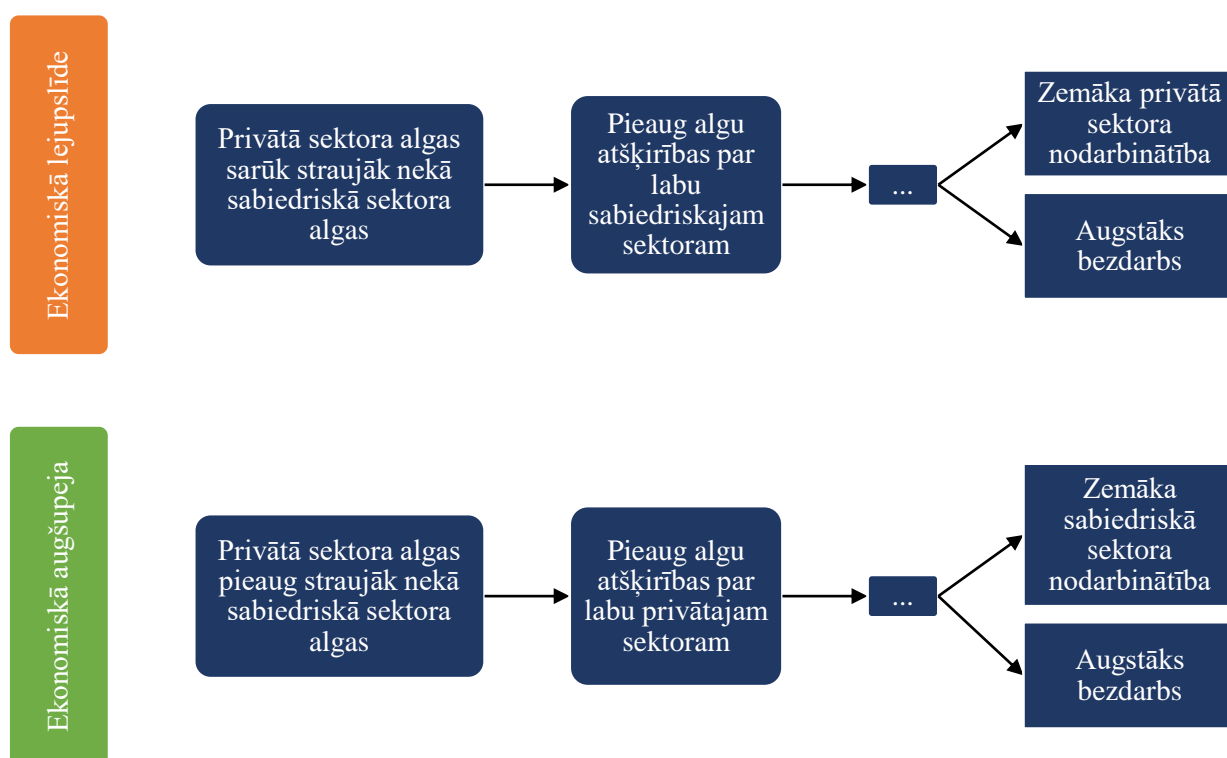 Ekonomiskā lejupslīde
Privātā sektora algas
sarūk straujāk nekā
sabiedriskā sektora
algas
Pieaug algu
atšķirības par
labu
sabiedriskajam
sektoram
...
Zemāka privātā
sektora
nodarbinātība
Augstāks
bezdarbs
Ekonomiskā augšupeja
Privātā sektora algas
pieaug straujāk nekā
sabiedriskā sektora
algas
Pieaug algu
atšķirības par
labu privātajam
sektoram
...
Zemāka
sabiedriskā
sektora
nodarbinātība
Augstāks
bezdarbs